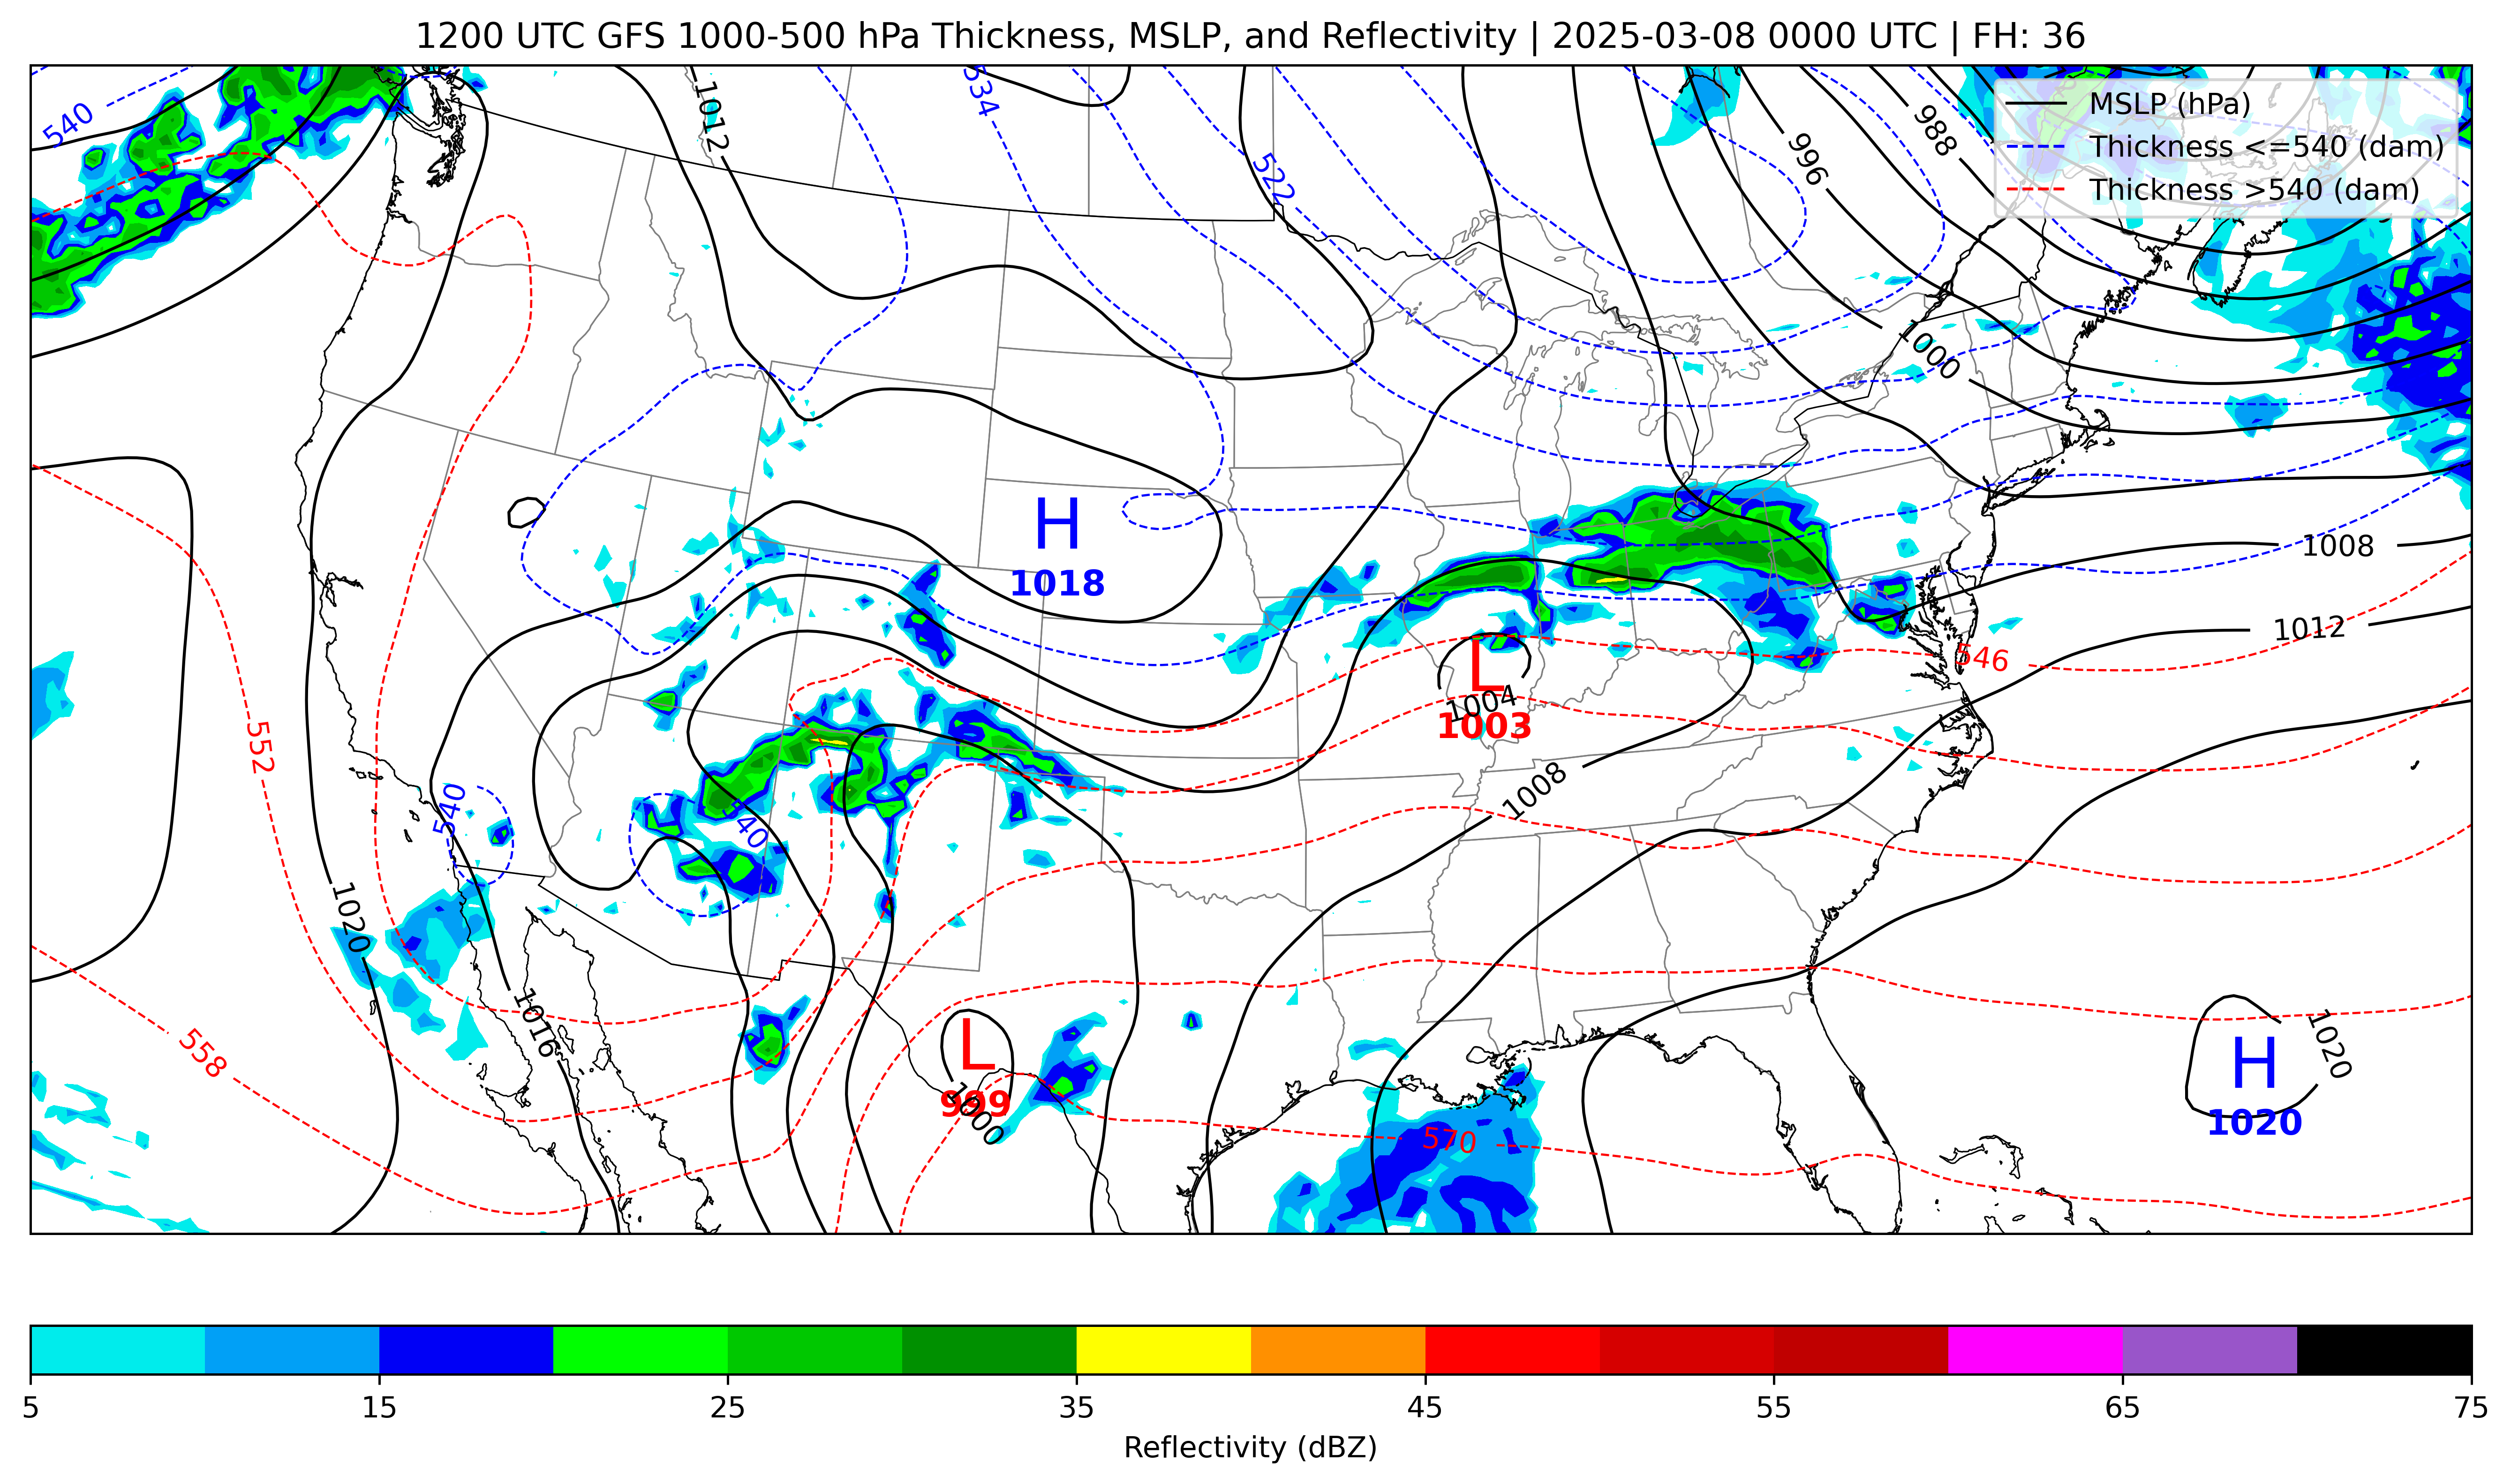 1200 UTC GFS 1000-500 hPa Thickness, MSLP, and Reflectivity | 2025-03-08 0000 UTC | FH: 36
MSLP (hPa)
Thickness <=540 (dam)
Thickness >540 (dam)
540
1012
534
522
996
988
1000
H
1018
1008
1012
546
L
1004
1003
552
540
540
1008
1020
1016
558
L
1000
999
570
H
1020
1020
5 15 25 35 45 55 65 75
Reflectivity (dBZ)